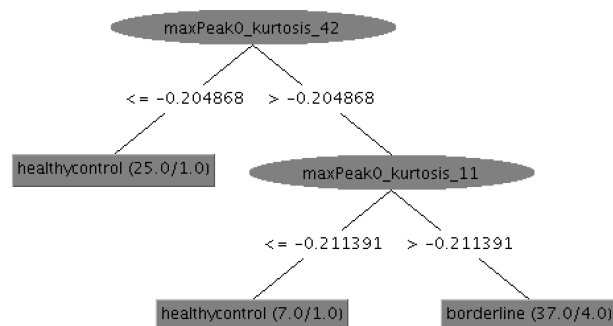 maxPeak0_kurtosis_42
<= -0.204868 > -0.204868
healthycontrol (25.0/1.0)
maxPeak0_kurtosis_11
<= -0.211391 > -0.211391
healthycontrol (7.0/1.0) borderline (37.0/4.0)